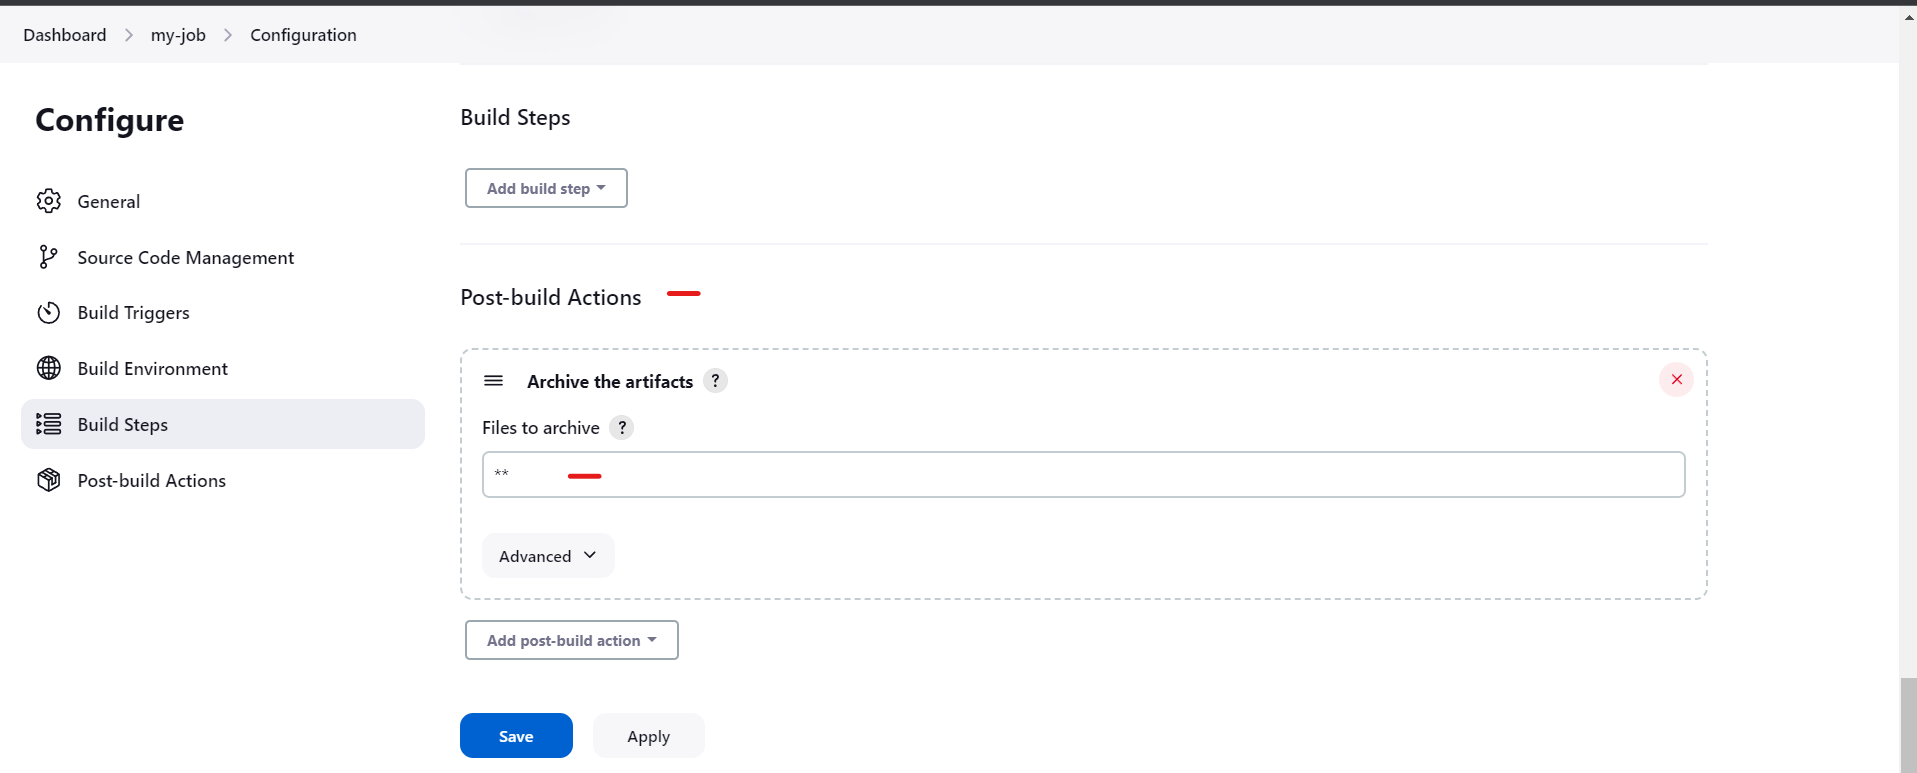 Dashboard > my-job > Configuration
Configure
General
Source Code Management
Build Triggers
Build Environment
Build Steps
Post-build Actions
Build Steps
Add build step
Post-build Actions
Archive the artifacts ?
Files to archive ?
**
Advanced
Add post-build action
Save Apply